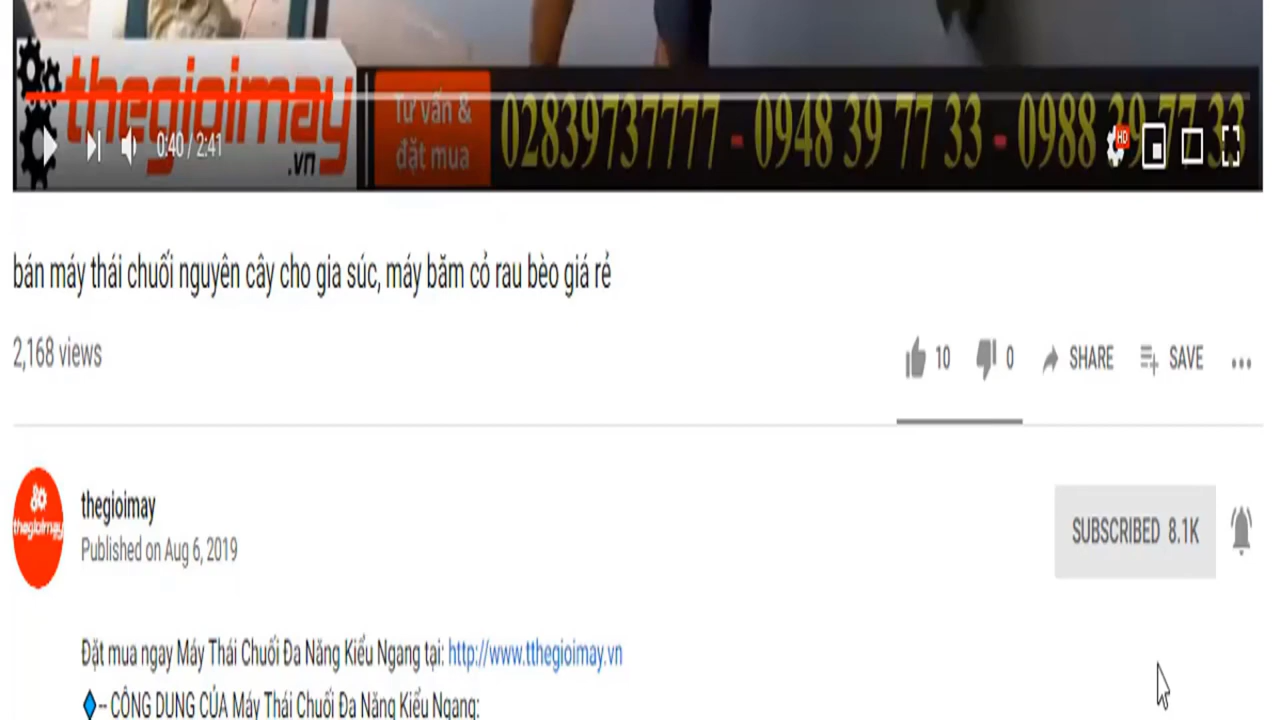 thegioimay
.vn
Tư vấn &
đặt mua
02839737777 - 0948 39 77 33 - 0988 39 77 33
HD
0:40 / 2:41
bán máy thái chuối nguyên cây cho gia súc, máy băm cỏ rau bèo giá rẻ
2,168 views
10 0 SHARE SAVE
thegioimay
thegioimay
Published on Aug 6, 2019
SUBSCRIBED 8.1K
Đặt mua ngay Máy Thái Chuối Đa Năng Kiểu Ngang tại: http://www.tthegioimay.vn
-- CÔNG DỤNG CỦA Máy Thái Chuối Đa Năng Kiểu Ngang: